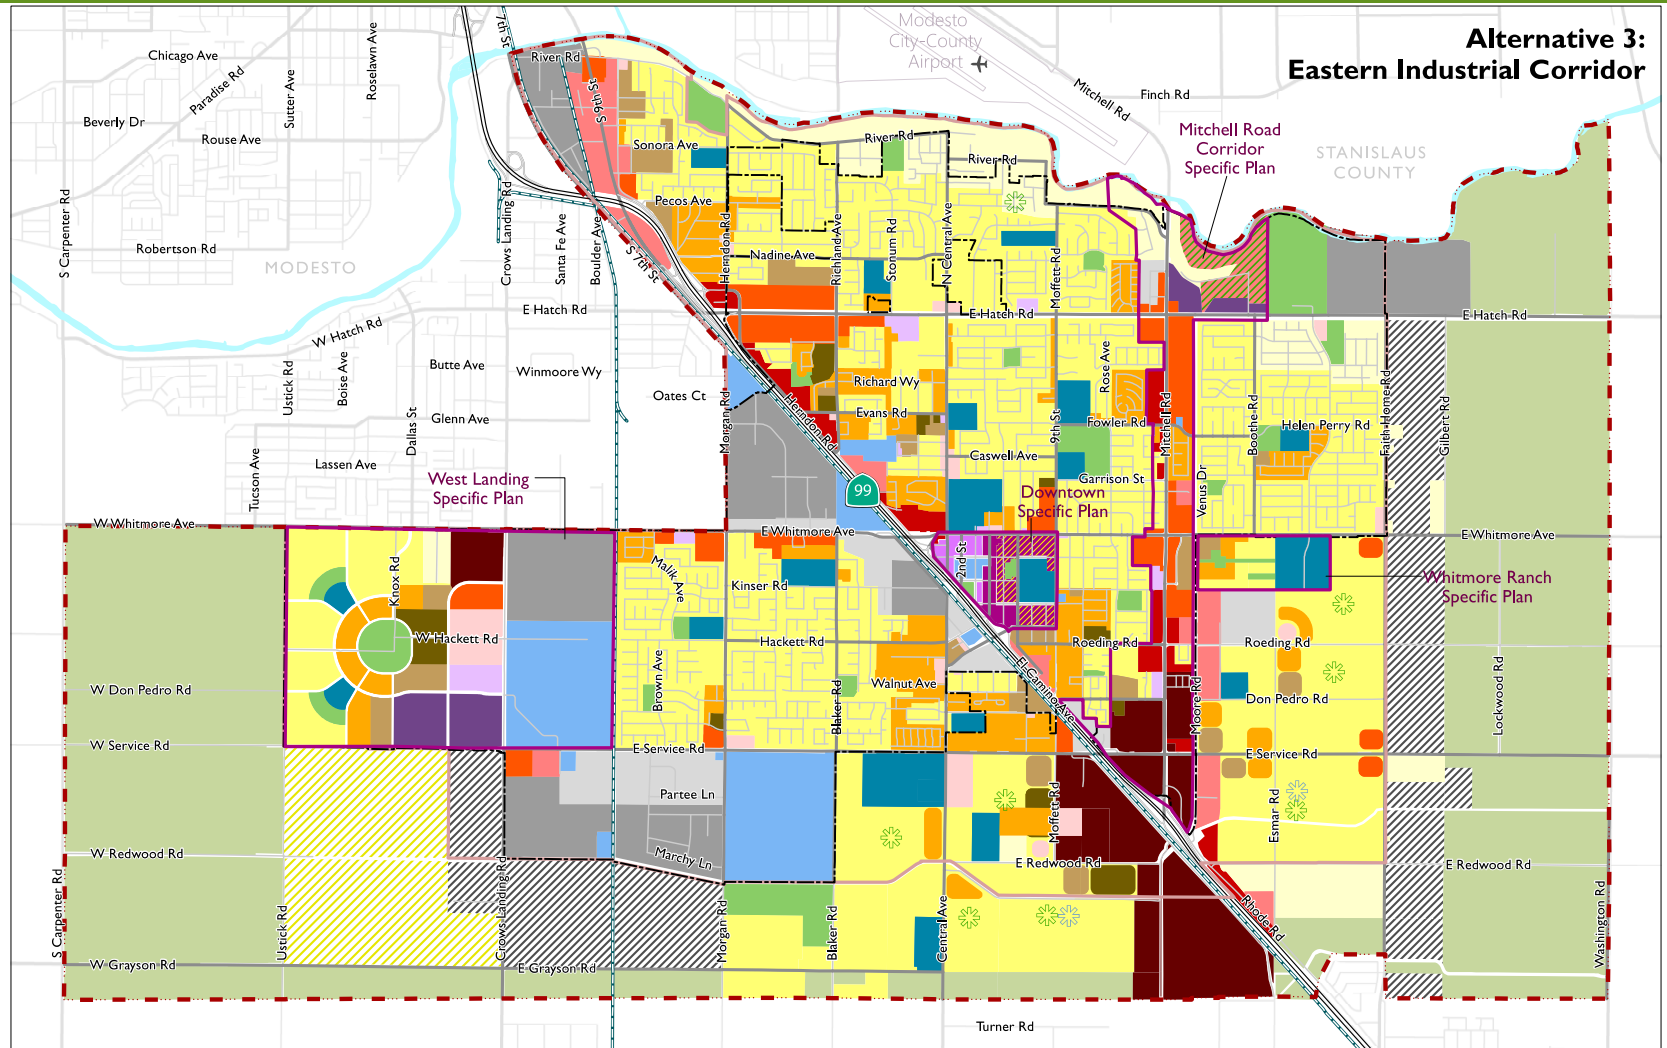 Alternative 3:
Eastern Industrial Corridor
Modesto
City-County
Airport
7th St
River Rd
Chicago Ave
Roselawn Ave
Paradise Rd
Sutter Ave
Beverly Dr
Rouse Ave
S 9th St
Mitchell Rd
Finch Rd
Mitchell Road
Corridor
Specific Plan
STANISLAUS
COUNTY
Sonora Ave
River Rd
River Rd
S Carpenter Rd
Crows Landing Rd
Santa Fe Ave
Boulder Ave
Pecos Ave
Robertson Rd
MODESTO
S 7th St
Herndon Rd
Nadine Ave
Richland Ave
Stonum Rd
N Central Ave
Moffett Rd
E Hatch Rd
W Hatch Rd
E Hatch Rd
E Hatch Rd
Ustick Rd
Boise Ave
Butte Ave
Winmoore Wy
Oates Ct
Richard Wy
Rose Ave
Glenn Ave
Dallas St
Morgan Rd
Herndon Rd
Evans Rd
9th St
Fowler Rd
Mitchell Rd
Boothe Rd
Helen Perry Rd
Faith Home Rd
Gilbert Rd
Tucson Ave
Lassen Ave
Caswell Ave
Garrison St
Venus Dr
West Landing
Specific Plan
99
Downtown
Specific Plan
W Whitmore Ave
E Whitmore Ave
E Whitmore Ave
Knox Rd
Malik Ave
Kinser Rd
2nd St
Whitmore Ranch
Specific Plan
W Hackett Rd
Hackett Rd
Roeding Rd
Roeding Rd
W Don Pedro Rd
Brown Ave
Blaker Rd
Walnut Ave
El Camino Ave
Moore Rd
Don Pedro Rd
Lockwood Rd
W Service Rd
E Service Rd
E Service Rd
Partee Ln
Moffett Rd
Esmar Rd
W Redwood Rd
Marchy Ln
E Redwood Rd
E Redwood Rd
S Carpenter Rd
Ustick Rd
Crows Landing Rd
Morgan Rd
Blaker Rd
Central Ave
Rhode Rd
Washington Rd
W Grayson Rd
E Grayson Rd
Turner Rd